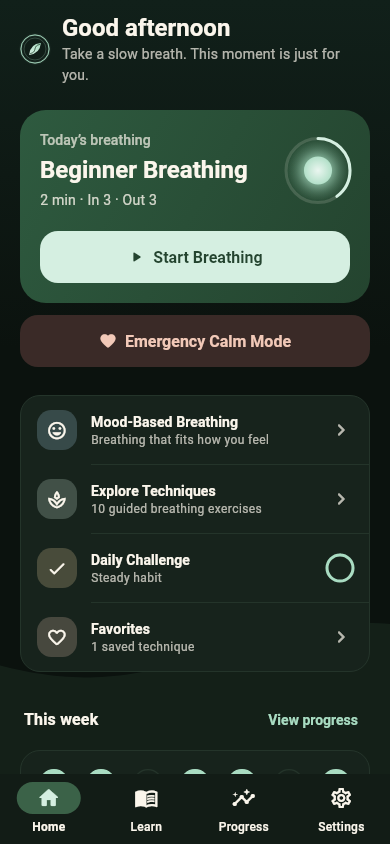 Good afternoon
Take a slow breath. This moment is just for
you.
Today's breathing
Beginner Breathing
2 min · In 3 · Out 3
Start Breathing
Emergency Calm Mode
Mood-Based Breathing
Breathing that fits how you feel
Explore Techniques
10 guided breathing exercises
Daily Challenge
Steady habit
Favorites
1 saved technique
This week
View progress
Home
Learn
Progress
Settings